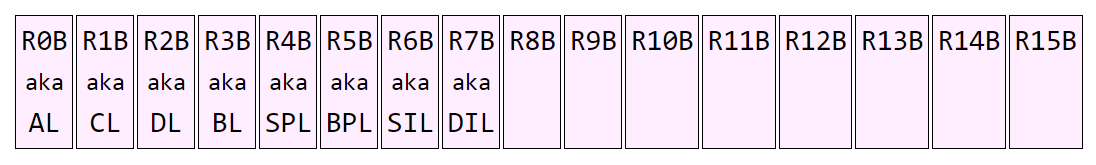 R0B R1B R2B R3B R4B R5B R6B R7B R8B R9B R10B R11B R12B R13B R14B R15B
aka aka aka aka aka aka aka aka
AL CL DL BL SPL BPL SIL DIL